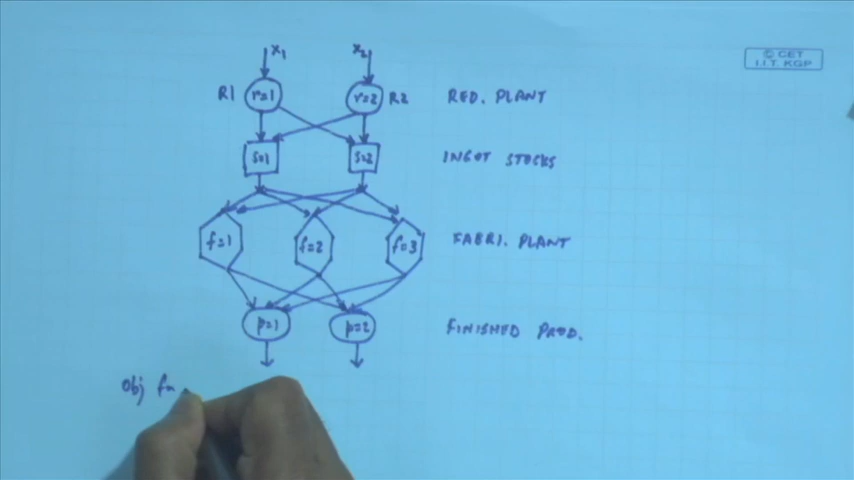 x1 x2
R1 r=1 r=2 R2 RED. PLANT
s=1 s=2 INGOT STOCKS
f=1 f=2 f=3 FABRI. PLANT
p=1 p=2 FINISHED PROD.
Obj fn
© CET
I.I.T. KGP